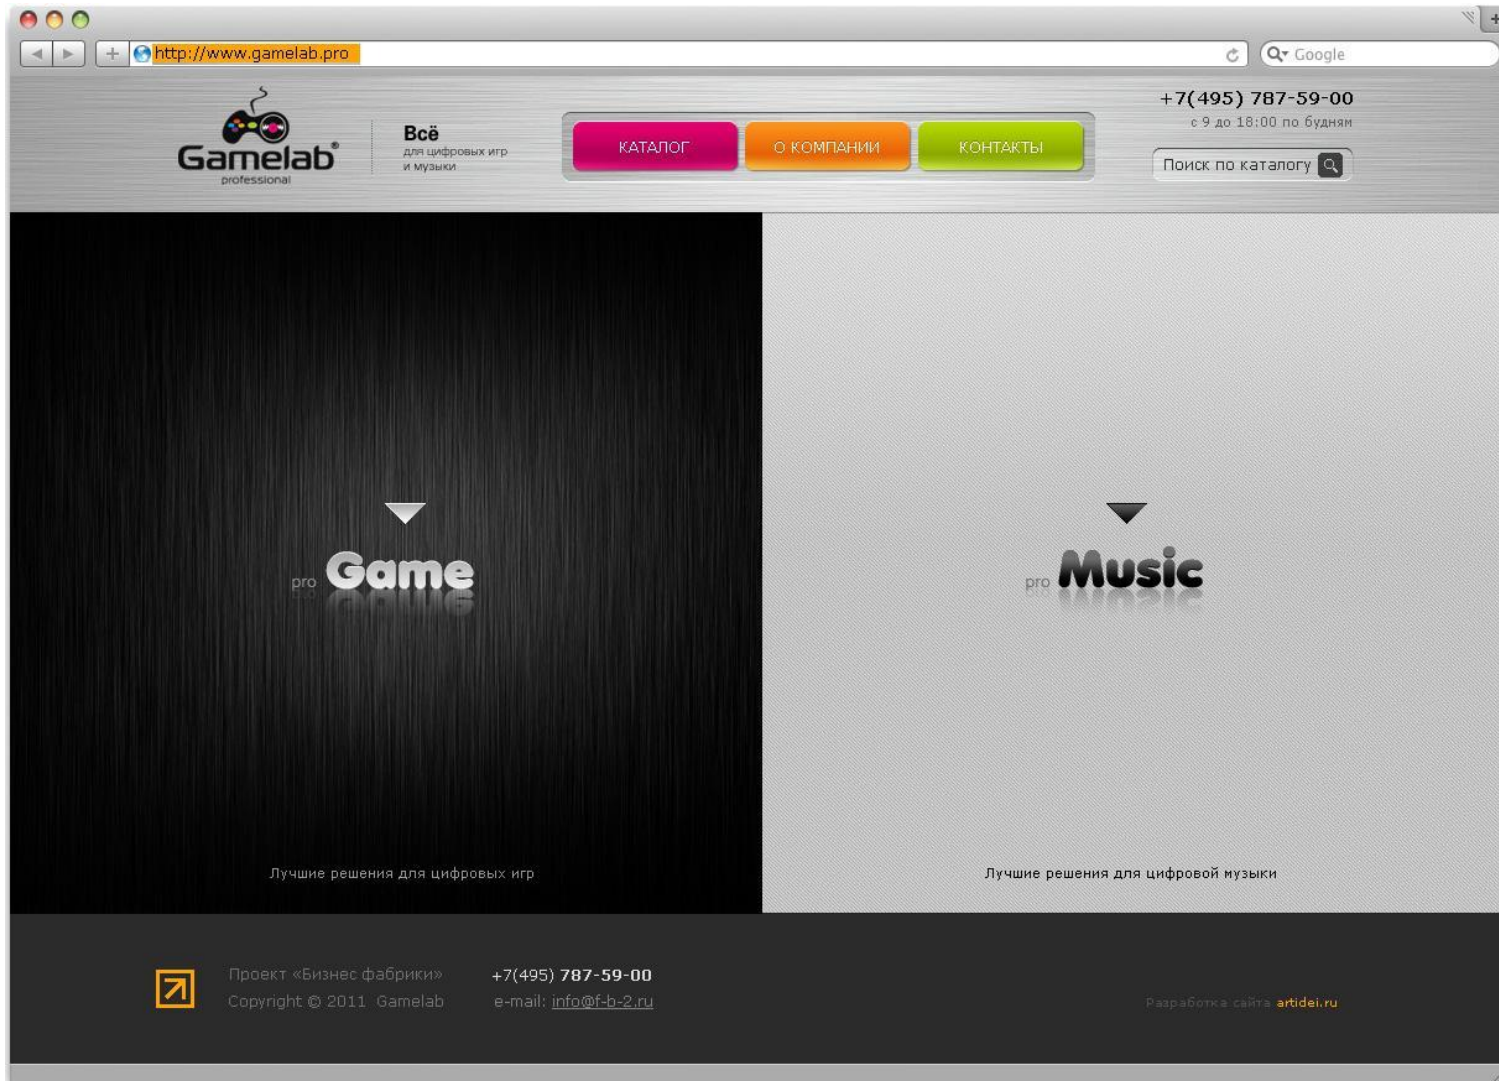 http://www.gamelab.pro
Google
Gamelab®
professional
Всё
для цифровых игр
и музыки
КАТАЛОГ
О КОМПАНИИ
КОНТАКТЫ
+7(495) 787-59-00
с 9 до 18:00 по будням
Поиск по каталогу
pro Game
pro Music
Лучшие решения для цифровых игр
Лучшие решения для цифровой музыки
Проект «Бизнес фабрики»
Copyright © 2011 Gamelab
+7(495) 787-59-00
e-mail: info@f-b-2.ru
Разработка сайта artidei.ru